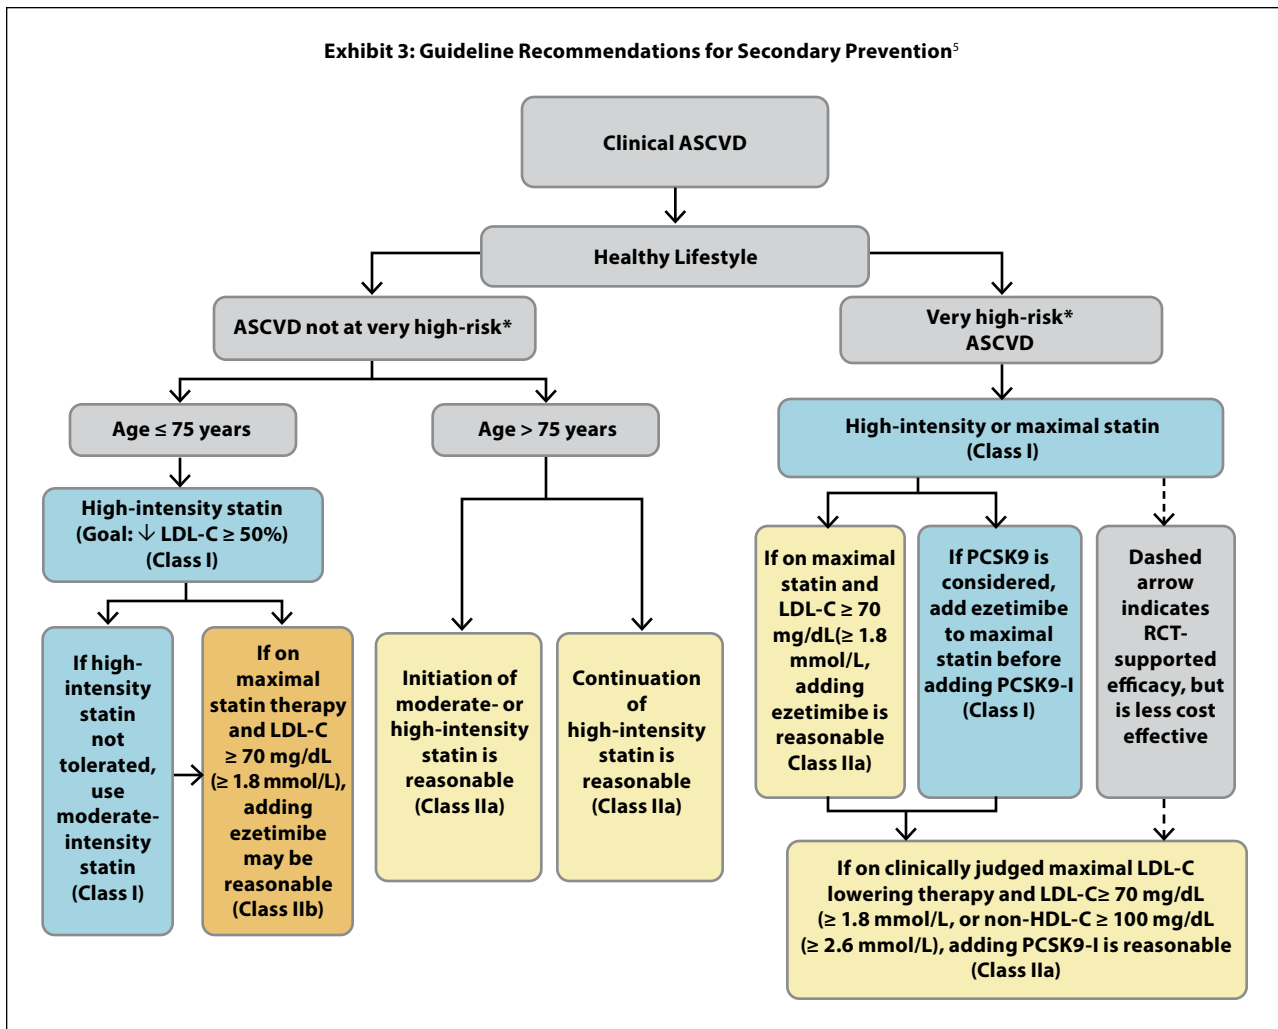 Exhibit 3: Guideline Recommendations for Secondary Prevention⁵
Clinical ASCVD
Healthy Lifestyle
ASCVD not at very high-risk*
Very high-risk*
ASCVD
Age ≤ 75 years
Age > 75 years
High-intensity or maximal statin
(Class I)
High-intensity statin
(Goal: ↓ LDL-C ≥ 50%)
(Class I)
If high-
intensity
statin
not
tolerated,
use
moderate-
intensity
statin
(Class I)
If on
maximal
statin therapy
and LDL-C
≥ 70 mg/dL
(≥ 1.8 mmol/L),
adding
ezetimibe
may be
reasonable
(Class IIb)
Initiation of
moderate- or
high-intensity
statin is
reasonable
(Class IIa)
Continuation
of
high-intensity
statin is
reasonable
(Class IIa)
If on maximal
statin and
LDL-C ≥ 70
mg/dL(≥ 1.8
mmol/L,
adding
ezetimibe is
reasonable
Class IIa)
If PCSK9 is
considered,
add ezetimibe
to maximal
statin before
adding PCSK9-I
(Class I)
Dashed
arrow
indicates
RCT-
supported
efficacy, but
is less cost
effective
If on clinically judged maximal LDL-C
lowering therapy and LDL-C≥ 70 mg/dL
(≥ 1.8 mmol/L, or non-HDL-C ≥ 100 mg/dL
(≥ 2.6 mmol/L), adding PCSK9-I is reasonable
(Class IIa)